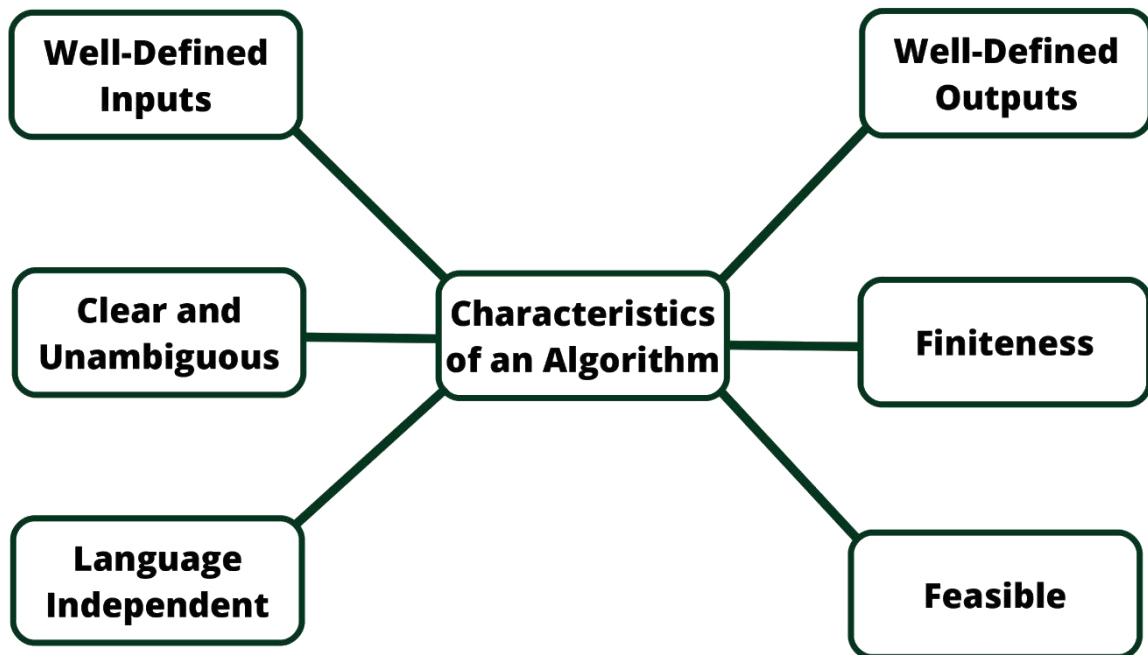 Well-Defined
Inputs
Well-Defined
Outputs
Clear and
Unambiguous
Characteristics
of an Algorithm
Finiteness
Language
Independent
Feasible